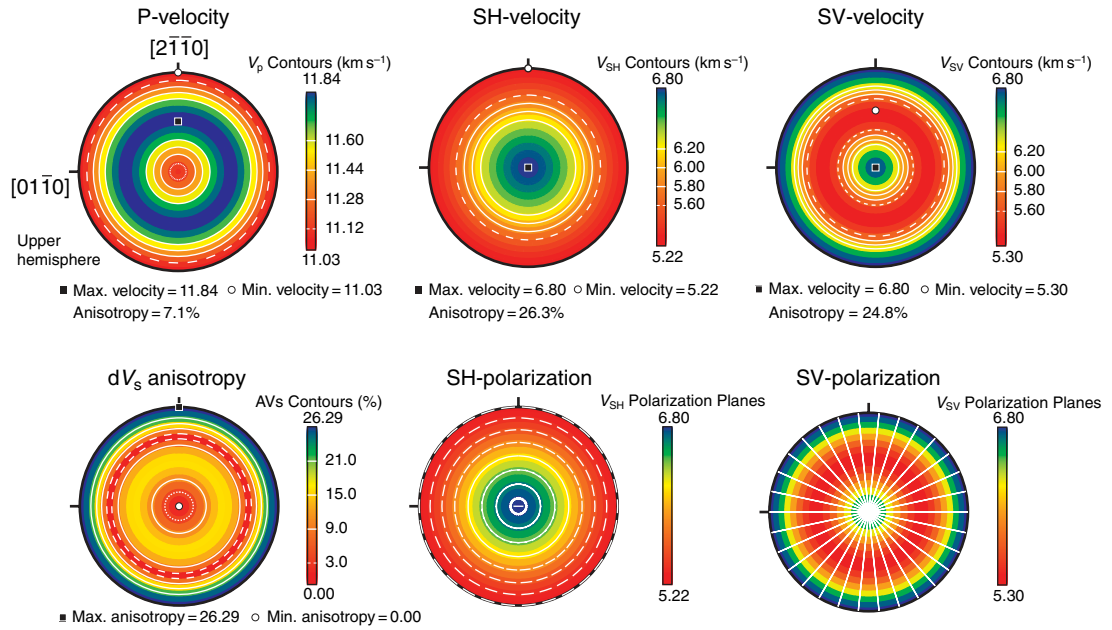 P-velocity
[21̅1̅0]
Vp Contours (km s⁻¹)
11.84
11.60
11.44
11.28
11.12
11.03
[011̅0]
Upper
hemisphere
■ Max. velocity = 11.84 ○ Min. velocity = 11.03
Anisotropy = 7.1%
SH-velocity
VSH Contours (km s⁻¹)
6.80
6.20
6.00
5.80
5.60
5.22
■ Max. velocity = 6.80 ○ Min. velocity = 5.22
Anisotropy = 26.3%
SV-velocity
VSV Contours (km s⁻¹)
6.80
6.20
6.00
5.80
5.60
5.30
■ Max. velocity = 6.80 ○ Min. velocity = 5.30
Anisotropy = 24.8%
dVs anisotropy
AVs Contours (%)
26.29
21.0
15.0
9.0
3.0
0.00
■ Max. anisotropy = 26.29 ○ Min. anisotropy = 0.00
SH-polarization
VSH Polarization Planes
6.80
5.22
SV-polarization
VSV Polarization Planes
6.80
5.30